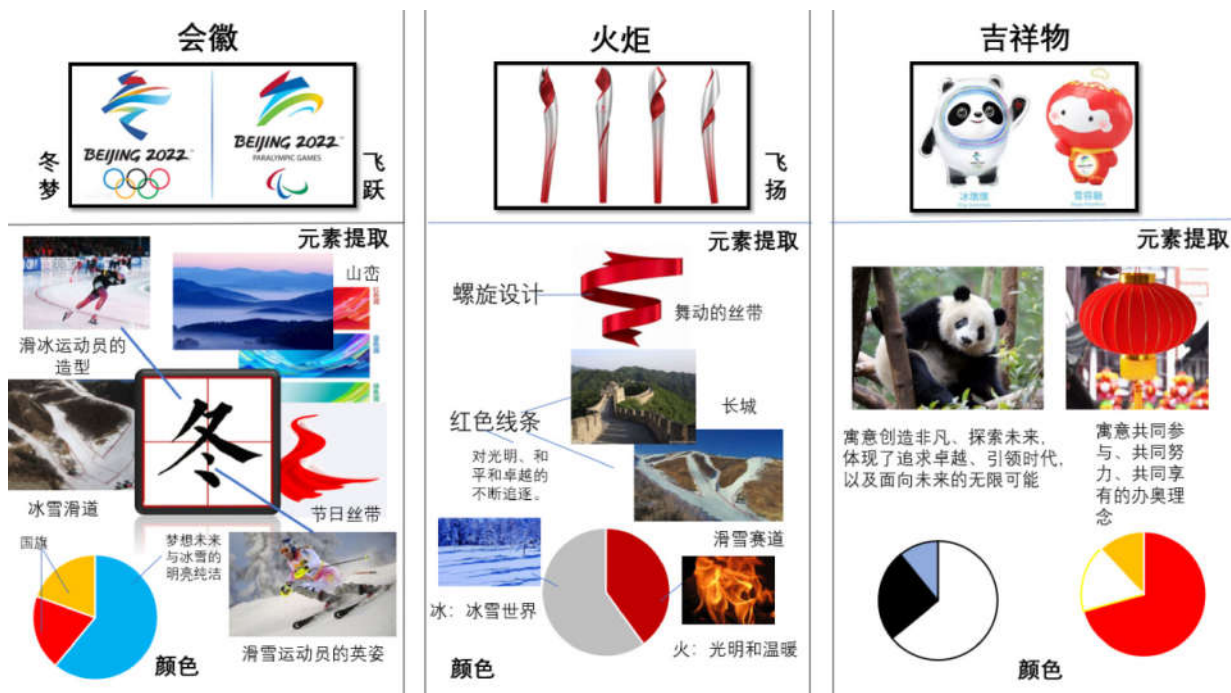 会徽
冬梦
飞跃
BEIJING 2022™
BEIJING 2022™
PARALYMPIC GAMES
元素提取
山峦
滑冰运动员的
造型
冬
冰雪滑道
节日丝带
国旗
梦想未来
与冰雪的
明亮纯洁
滑雪运动员的英姿
颜色
火炬
飞扬
元素提取
螺旋设计
舞动的丝带
红色线条
长城
对光明、和
平和卓越的
不断追逐。
滑雪赛道
冰：冰雪世界
火：光明和温暖
颜色
吉祥物
冰墩墩
雪容融
元素提取
寓意创造非凡、探索未来，
体现了追求卓越、引领时代，
以及面向未来的无限可能
寓意共同参
与、共同努
力、共同享
有的办奥理
念
颜色